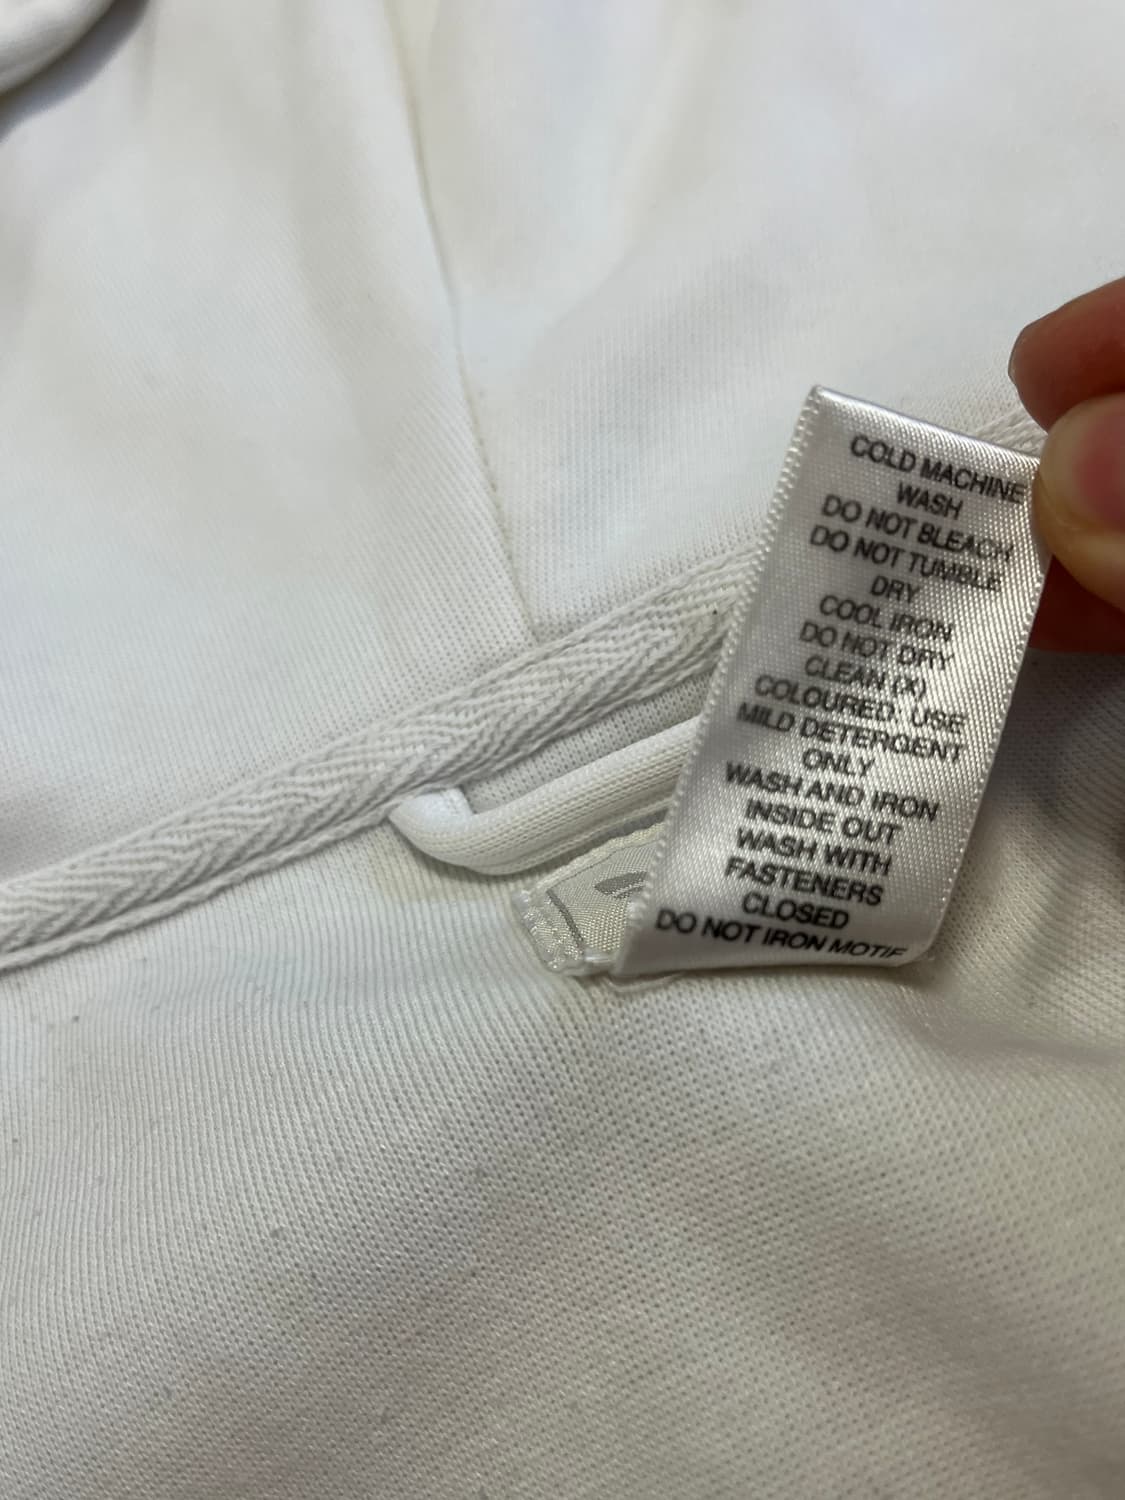 COLD MACHINE
WASH
DO NOT BLEACH
DO NOT TUMBLE
DRY
COOL IRON
DO NOT DRY
CLEAN (X)
COLOURED: USE
MILD DETERGENT
ONLY
WASH AND IRON
INSIDE OUT
WASH WITH
FASTENERS
CLOSED
DO NOT IRON MOTIF